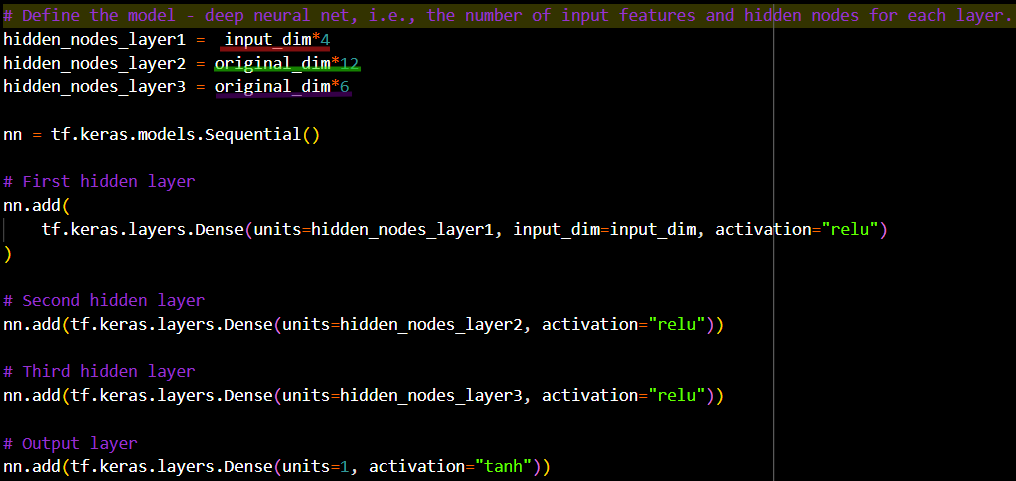 # Define the model - deep neural net, i.e., the number of input features and hidden nodes for each layer.
hidden_nodes_layer1 =  input_dim*4
hidden_nodes_layer2 = original_dim*12
hidden_nodes_layer3 = original_dim*6

nn = tf.keras.models.Sequential()

# First hidden layer
nn.add(
    tf.keras.layers.Dense(units=hidden_nodes_layer1, input_dim=input_dim, activation="relu")
)

# Second hidden layer
nn.add(tf.keras.layers.Dense(units=hidden_nodes_layer2, activation="relu"))

# Third hidden layer
nn.add(tf.keras.layers.Dense(units=hidden_nodes_layer3, activation="relu"))

# Output layer
nn.add(tf.keras.layers.Dense(units=1, activation="tanh"))